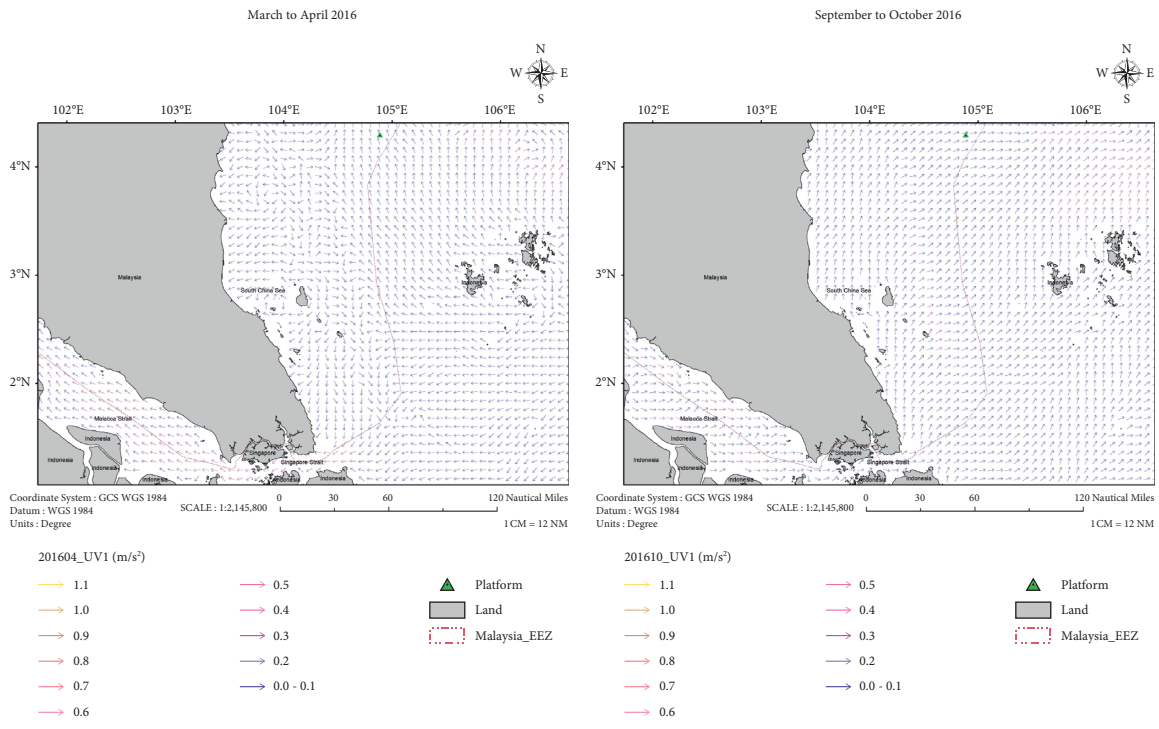 March to April 2016
N
W E
S
102°E 103°E 104°E 105°E 106°E
4°N
3°N
2°N
Malaysia
South China Sea
Indonesia
Malacca Strait
Indonesia
Indonesia
Indonesia
Indonesia
Singapore
Singapore Strait
Indonesia
Indonesia
Coordinate System : GCS WGS 1984
Datum : WGS 1984
Units : Degree
SCALE : 1:2,145,800
0 30 60 120 Nautical Miles
1 CM = 12 NM
201604_UV1 (m/s²)
1.1
1.0
0.9
0.8
0.7
0.6
0.5
0.4
0.3
0.2
0.0 - 0.1
Platform
Land
Malaysia_EEZ
September to October 2016
N
W E
S
102°E 103°E 104°E 105°E 106°E
4°N
3°N
2°N
Malaysia
South China Sea
Indonesia
Malacca Strait
Indonesia
Indonesia
Indonesia
Indonesia
Singapore
Singapore Strait
Indonesia
Indonesia
Coordinate System : GCS WGS 1984
Datum : WGS 1984
Units : Degree
SCALE : 1:2,145,800
0 30 60 120 Nautical Miles
1 CM = 12 NM
201610_UV1 (m/s²)
1.1
1.0
0.9
0.8
0.7
0.6
0.5
0.4
0.3
0.2
0.0 - 0.1
Platform
Land
Malaysia_EEZ